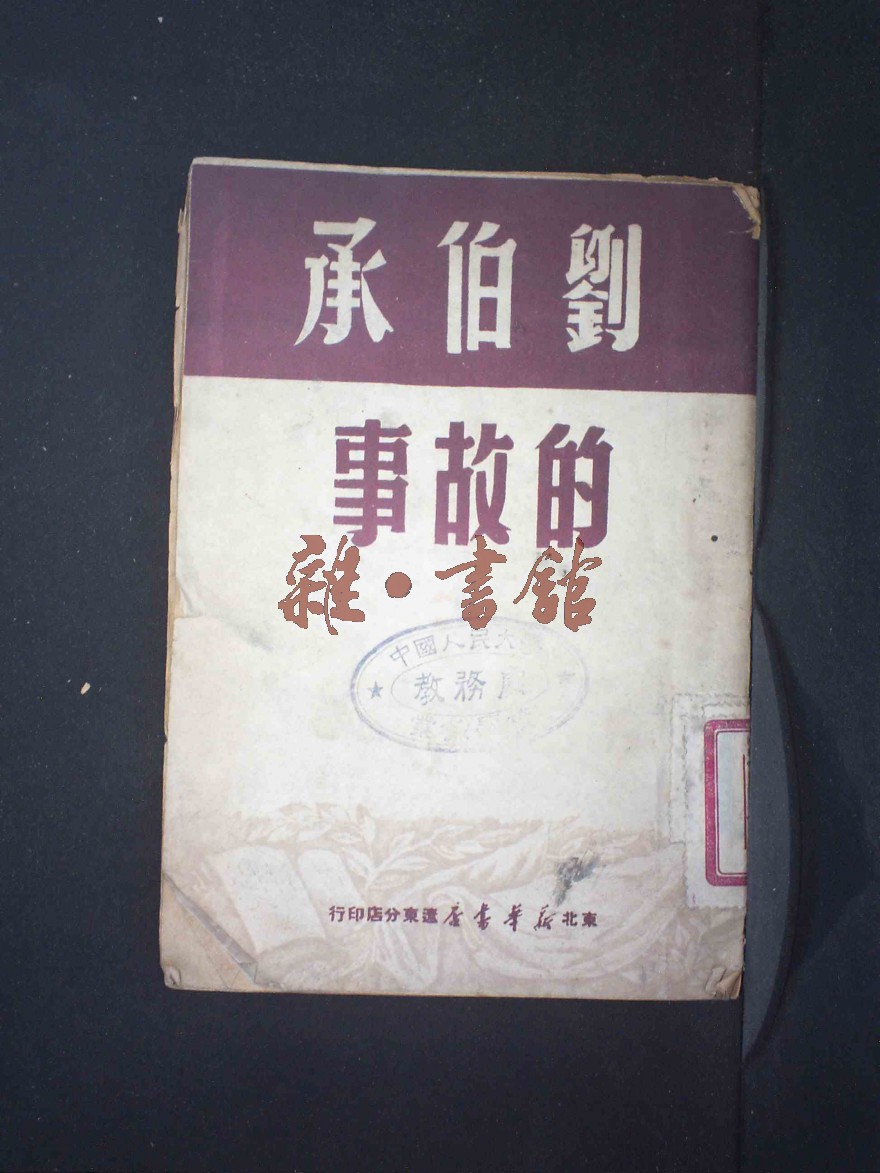 劉伯承
的故事
雜·書館
中國人民大
教務
東北新華書店遼東分店印行